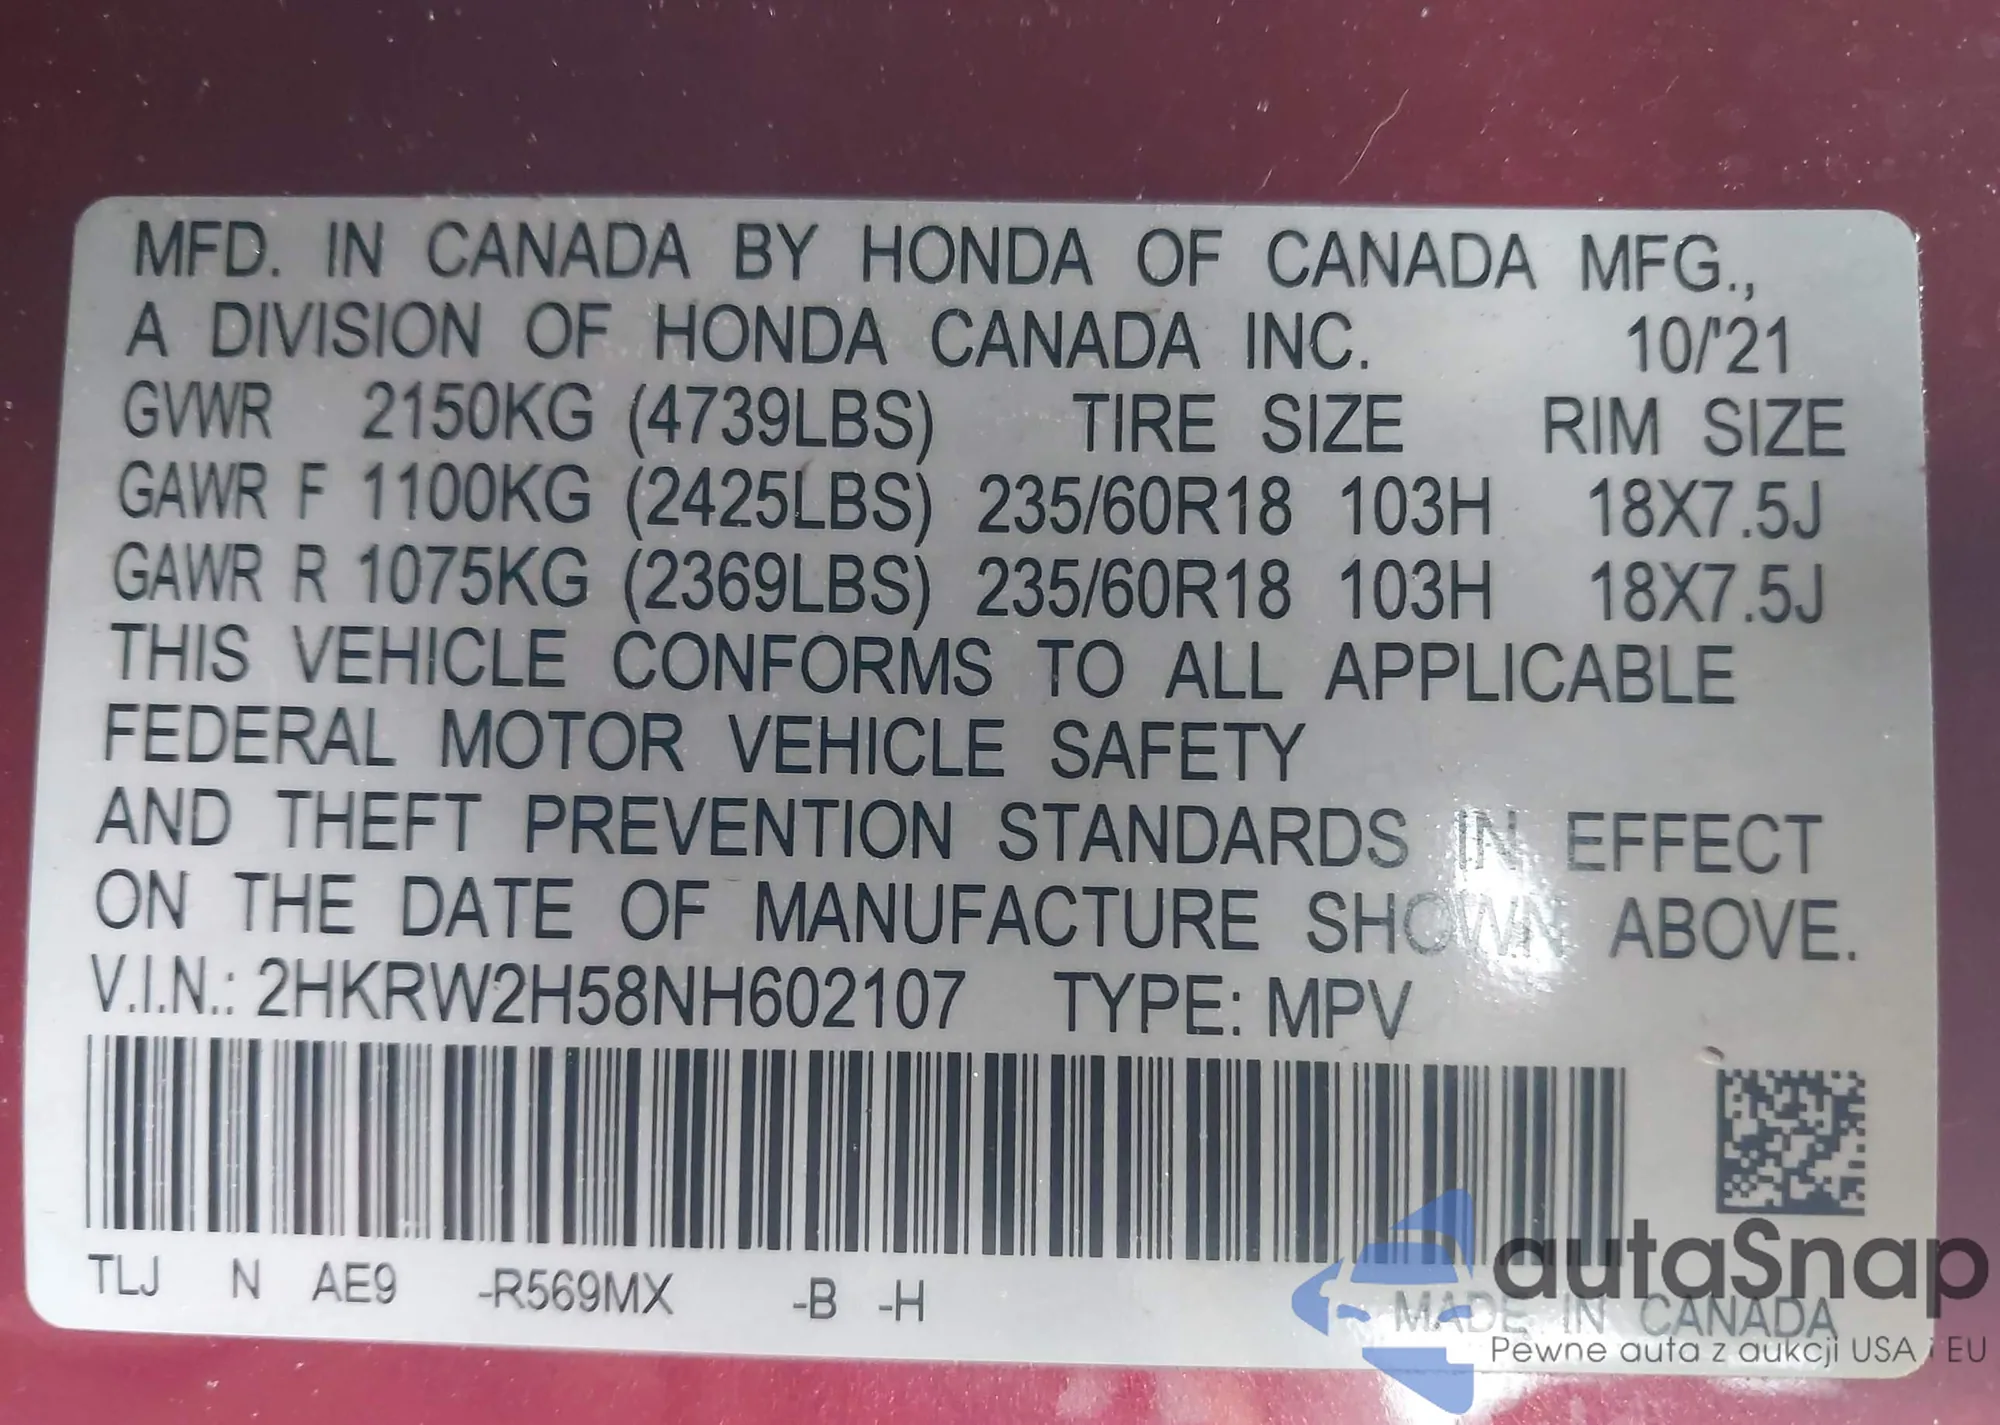 MFD. IN CANADA BY HONDA OF CANADA MFG.,
A DIVISION OF HONDA CANADA INC. 10/'21
GVWR 2150KG (4739LBS) TIRE SIZE RIM SIZE
GAWR F 1100KG (2425LBS) 235/60R18 103H 18X7.5J
GAWR R 1075KG (2369LBS) 235/60R18 103H 18X7.5J
THIS VEHICLE CONFORMS TO ALL APPLICABLE
FEDERAL MOTOR VEHICLE SAFETY
AND THEFT PREVENTION STANDARDS IN EFFECT
ON THE DATE OF MANUFACTURE SHOWN ABOVE.
V.I.N.: 2HKRW2H58NH602107 TYPE: MPV
TLJ N AE9 -R569MX -B -H
MADE IN CANADA
autaSnap
Pewne auta z aukcji USA i EU